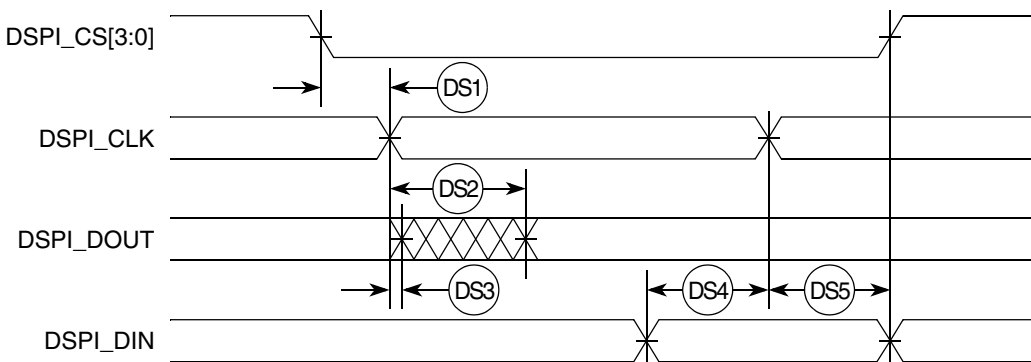 DSPI_CS[3:0]
DS1
DSPI_CLK
DS2
DSPI_DOUT
DS3
DS4
DS5
DSPI_DIN